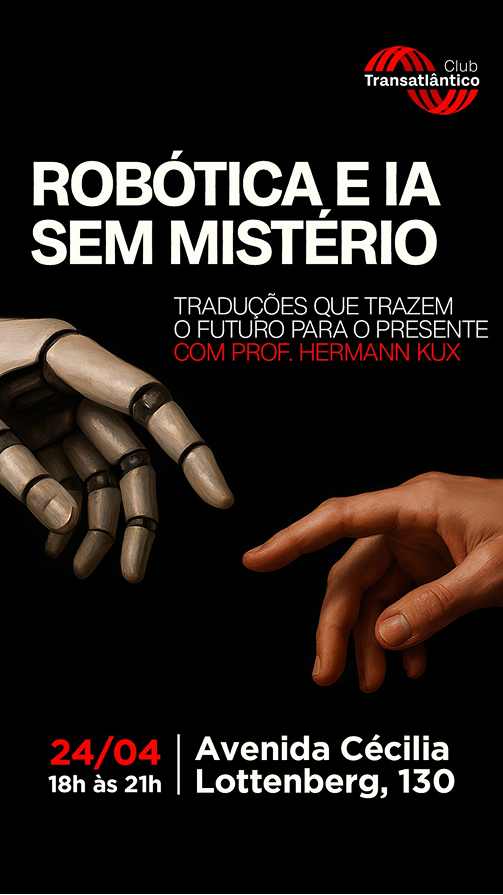 Club
Transatlântico
ROBÓTICA E IA
SEM MISTÉRIO
TRADUÇÕES QUE TRAZEM
O FUTURO PARA O PRESENTE
COM PROF. HERMANN KUX
24/04
18h às 21h
Avenida Cécilia
Lottenberg, 130